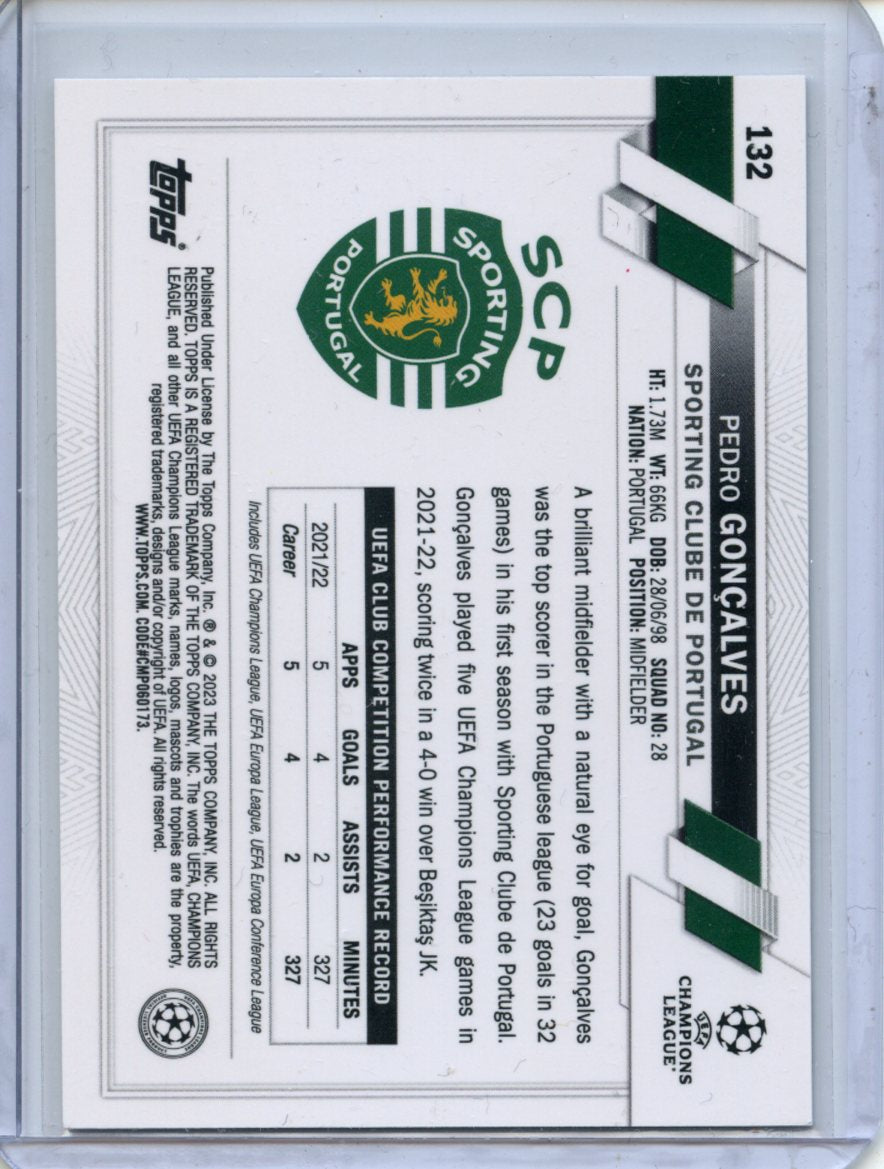 132
PEDRO GONÇALVES
SPORTING CLUBE DE PORTUGAL
HT: 1.73M WT: 66KG DOB: 28/06/98 SQUAD NO: 28
NATION: PORTUGAL POSITION: MIDFIELDER
UEFA
CHAMPIONS
LEAGUE®
SCP
SPORTING
PORTUGAL
A brilliant midfielder with a natural eye for goal, Gonçalves
was the top scorer in the Portuguese league (23 goals in 32
games) in his first season with Sporting Clube de Portugal.
Gonçalves played five UEFA Champions League games in
2021-22, scoring twice in a 4-0 win over Beşiktaş JK.
UEFA CLUB COMPETITION PERFORMANCE RECORD
APPS GOALS ASSISTS MINUTES
2021/22 5 4 2 327
Career 5 4 2 327
Includes UEFA Champions League, UEFA Europa League, UEFA Europa Conference League
topps®
Published Under License by The Topps Company, Inc. ® & © 2023 THE TOPPS COMPANY, INC. ALL RIGHTS
RESERVED. TOPPS IS A REGISTERED TRADEMARK OF THE TOPPS COMPANY, INC. The words UEFA, CHAMPIONS
LEAGUE, and all other UEFA Champions League marks, names, logos, mascots and trophies are the property,
registered trademarks, designs and/or copyright of UEFA. All rights reserved.
WWW.TOPPS.COM. CODE#CMP060173.